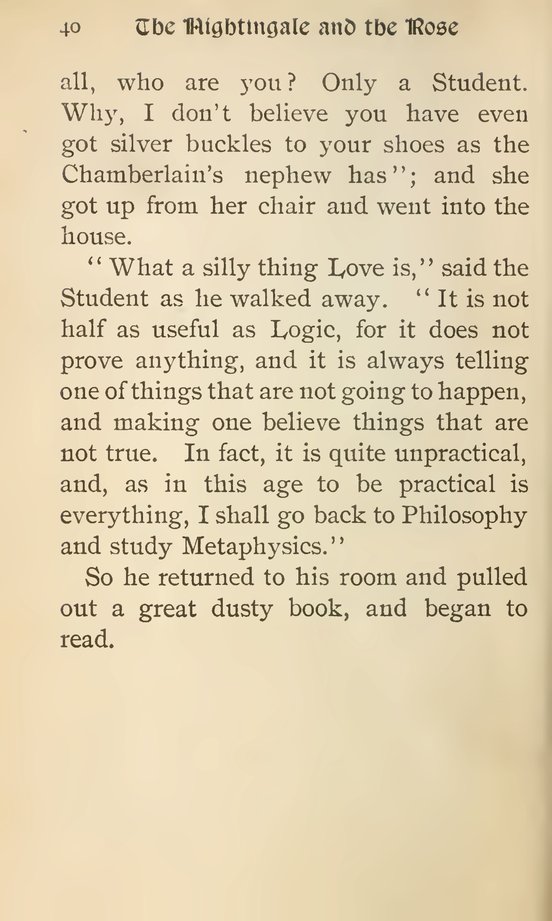 40 The Nightingale and the Rose
all, who are you? Only a Student.
Why, I don't believe you have even
got silver buckles to your shoes as the
Chamberlain's nephew has''; and she
got up from her chair and went into the
house.
“ What a silly thing Love is,'' said the
Student as he walked away. “ It is not
half as useful as Logic, for it does not
prove anything, and it is always telling
one of things that are not going to happen,
and making one believe things that are
not true. In fact, it is quite unpractical,
and, as in this age to be practical is
everything, I shall go back to Philosophy
and study Metaphysics.''
So he returned to his room and pulled
out a great dusty book, and began to
read.